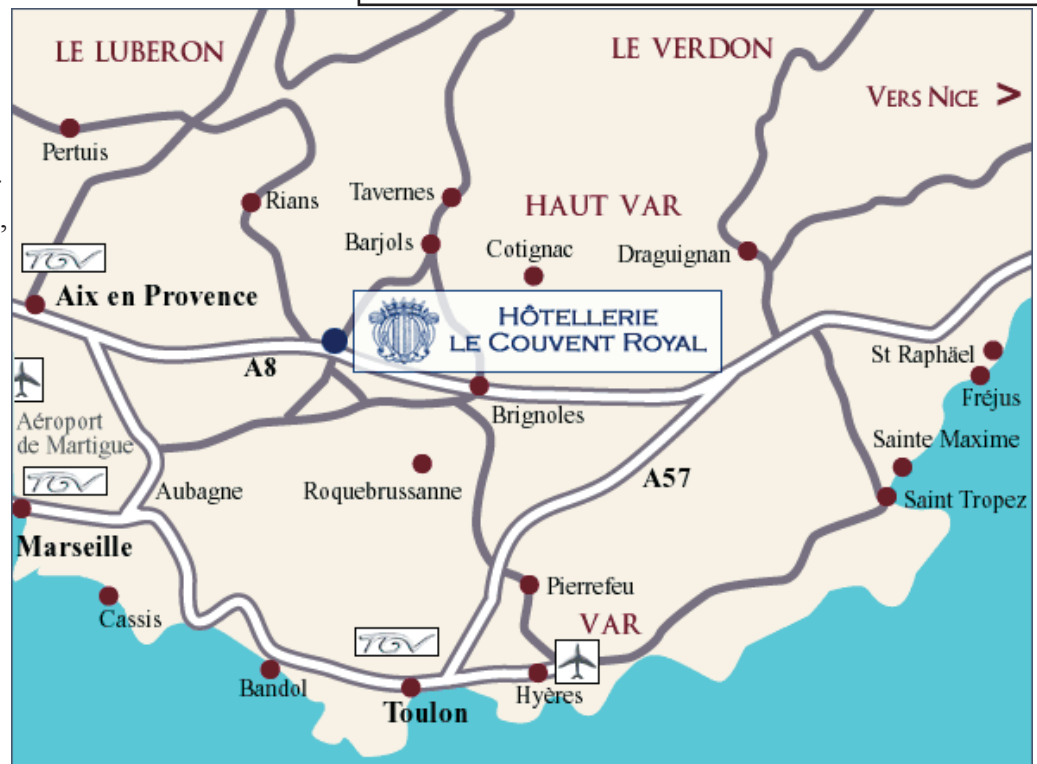 LE LUBERON
LE VERDON
VERS NICE >
Pertuis
Rians
Tavernes
HAUT VAR
Barjols
Cotignac
Draguignan
TGV
Aix en Provence
HÔTELLERIE
LE COUVENT ROYAL
A8
St Raphäel
Fréjus
Brignoles
Aéroport
de Martigue
Sainte Maxime
TGV
Aubagne
Roquebrussanne
A57
Saint Tropez
Marseille
Pierrefeu
Cassis
VAR
TGV
Bandol
Hyères
Toulon